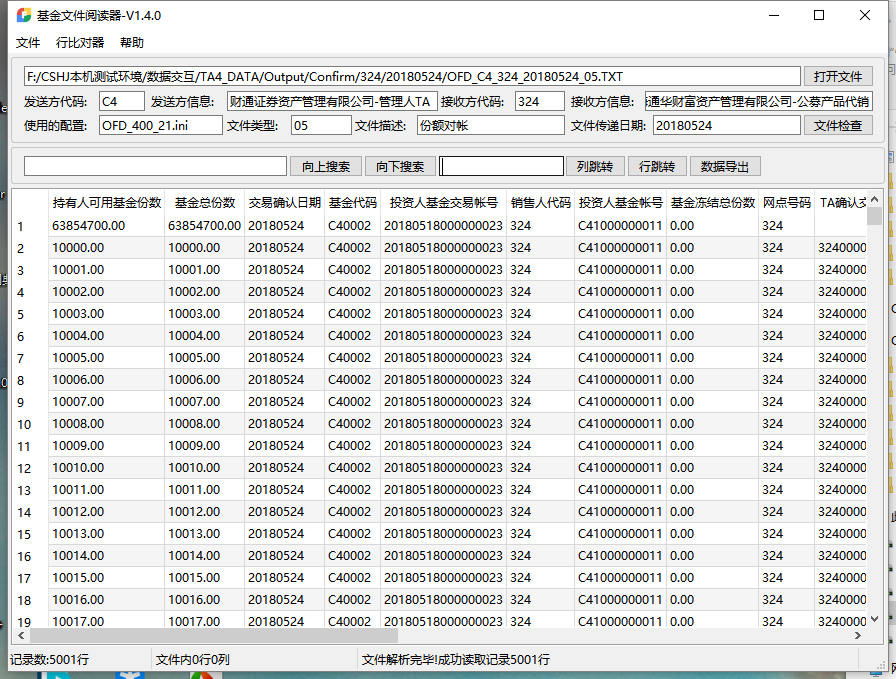 基金文件阅读器-V1.4.0
文件 行比对器 帮助
F:/CSHJ本机测试环境/数据交互/TA4_DATA/Output/Confirm/324/20180524/OFD_C4_324_20180524_05.TXT 打开文件
发送方代码: C4 发送方信息: 财通证券资产管理有限公司-管理人TA 接收方代码: 324 接收方信息: 通华财富资产管理有限公司-公募产品代销
使用的配置: OFD_400_21.ini 文件类型: 05 文件描述: 份额对帐 文件传递日期: 20180524 文件检查
向上搜索 向下搜索 列跳转 行跳转 数据导出
持有人可用基金份数 基金总份数 交易确认日期 基金代码 投资人基金交易帐号 销售人代码 投资人基金帐号 基金冻结总份数 网点号码 TA确认交
1 63854700.00 63854700.00 20180524 C40002 20180518000000023 324 C41000000011 0.00 324
2 10000.00 10000.00 20180524 C40002 20180518000000023 324 C41000000011 0.00 324 3240000
3 10001.00 10001.00 20180524 C40002 20180518000000023 324 C41000000011 0.00 324 3240000
4 10002.00 10002.00 20180524 C40002 20180518000000023 324 C41000000011 0.00 324 3240000
5 10003.00 10003.00 20180524 C40002 20180518000000023 324 C41000000011 0.00 324 3240000
6 10004.00 10004.00 20180524 C40002 20180518000000023 324 C41000000011 0.00 324 3240000
7 10005.00 10005.00 20180524 C40002 20180518000000023 324 C41000000011 0.00 324 3240000
8 10006.00 10006.00 20180524 C40002 20180518000000023 324 C41000000011 0.00 324 3240000
9 10007.00 10007.00 20180524 C40002 20180518000000023 324 C41000000011 0.00 324 3240000
10 10008.00 10008.00 20180524 C40002 20180518000000023 324 C41000000011 0.00 324 3240000
11 10009.00 10009.00 20180524 C40002 20180518000000023 324 C41000000011 0.00 324 3240000
12 10010.00 10010.00 20180524 C40002 20180518000000023 324 C41000000011 0.00 324 3240000
13 10011.00 10011.00 20180524 C40002 20180518000000023 324 C41000000011 0.00 324 3240000
14 10012.00 10012.00 20180524 C40002 20180518000000023 324 C41000000011 0.00 324 3240000
15 10013.00 10013.00 20180524 C40002 20180518000000023 324 C41000000011 0.00 324 3240000
16 10014.00 10014.00 20180524 C40002 20180518000000023 324 C41000000011 0.00 324 3240000
17 10015.00 10015.00 20180524 C40002 20180518000000023 324 C41000000011 0.00 324 3240000
18 10016.00 10016.00 20180524 C40002 20180518000000023 324 C41000000011 0.00 324 3240000
19 10017.00 10017.00 20180524 C40002 20180518000000023 324 C41000000011 0.00 324 3240000
记录数:5001行 文件内0行0列 文件解析完毕!成功读取记录5001行